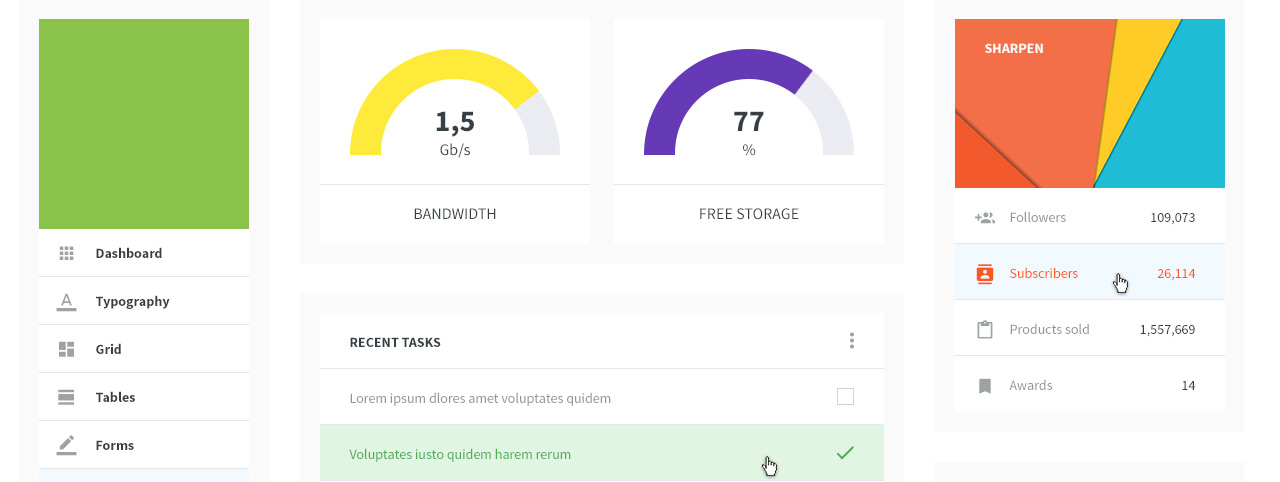 Dashboard
Typography
Grid
Tables
Forms
1,5
Gb/s
BANDWIDTH
77
%
FREE STORAGE
RECENT TASKS
Lorem ipsum dlores amet voluptates quidem
Voluptates iusto quidem harem rerum
SHARPEN
Followers 109,073
Subscribers 26,114
Products sold 1,557,669
Awards 14